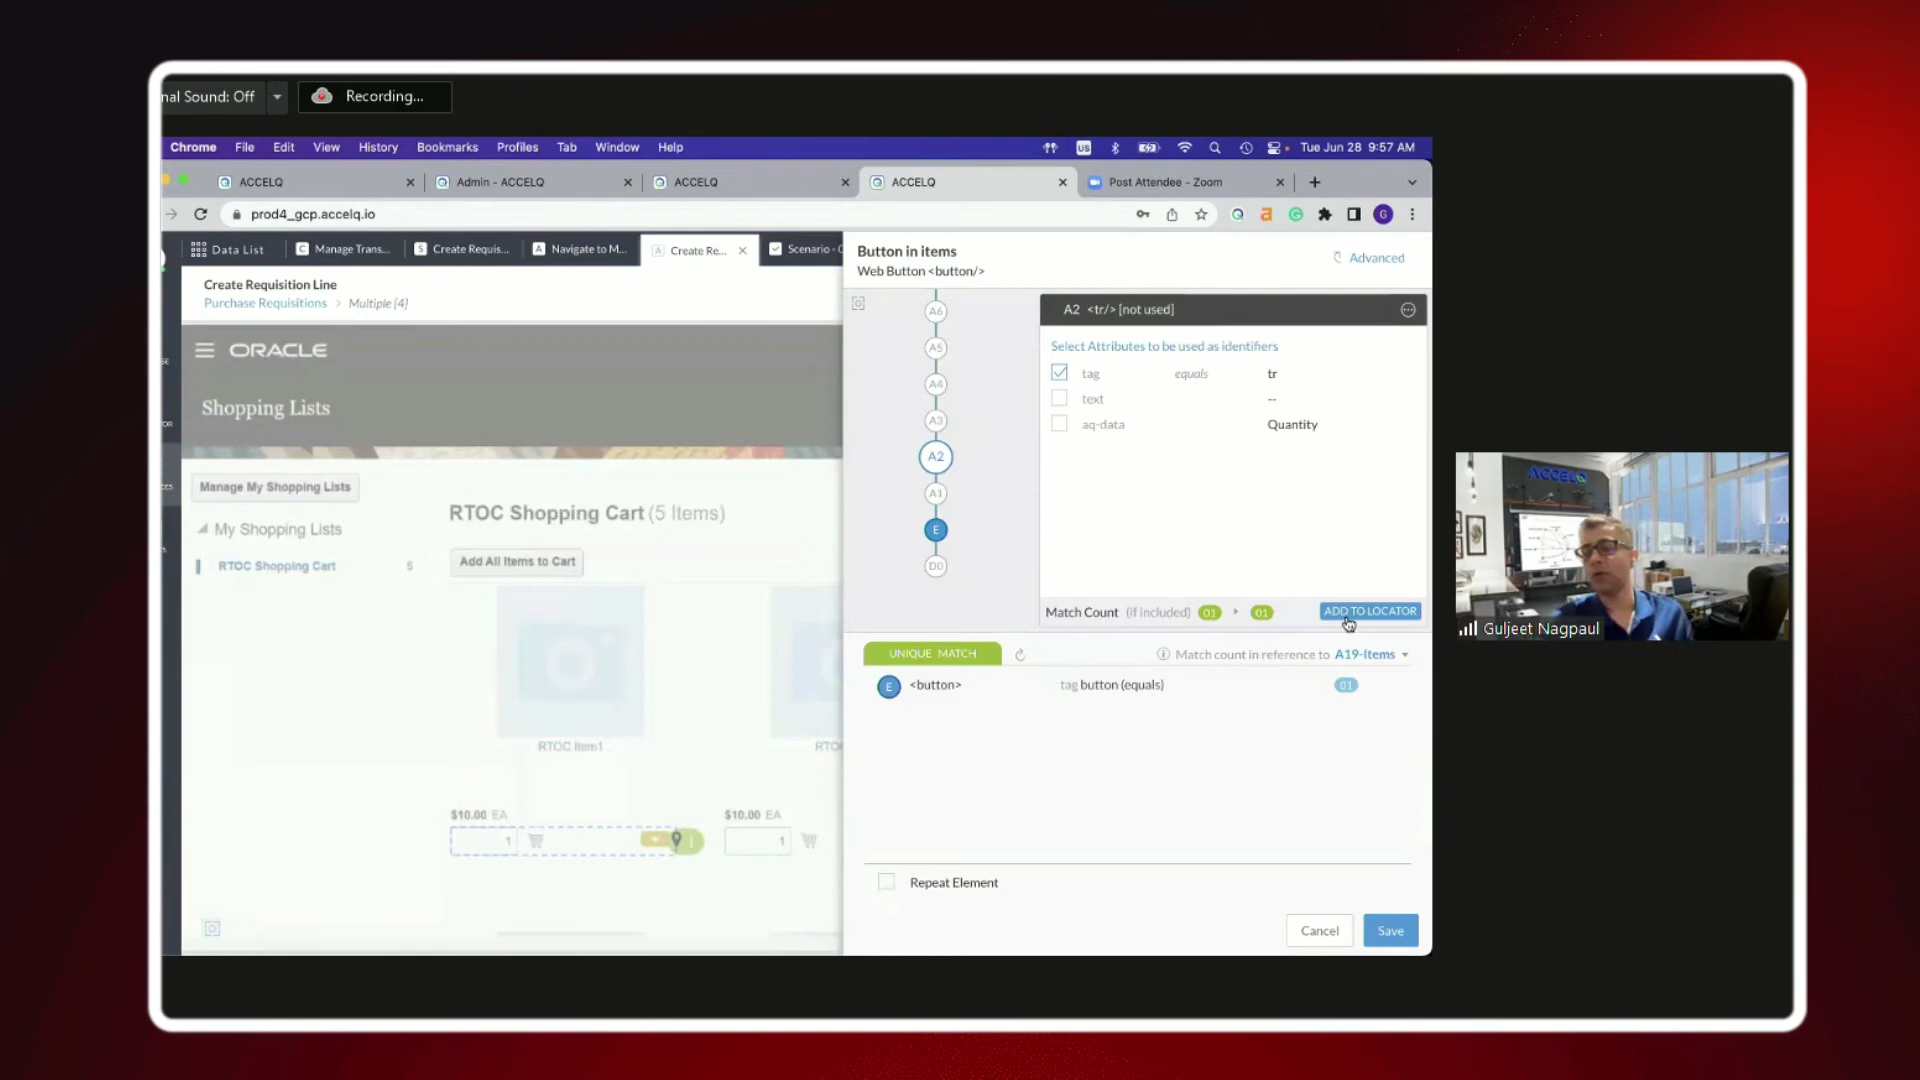 nal Sound: Off
Recording...
Chrome File Edit View History Bookmarks Profiles Tab Window Help
US
Tue Jun 28 9:57 AM
ACCELQ
Admin - ACCELQ
ACCELQ
ACCELQ
Post Attendee - Zoom
prod4_gcp.accelq.io
G
Data List
C Manage Trans...
S Create Requis...
A Navigate to M...
A Create Re...
Scenario - C
Create Requisition Line
Purchase Requisitions > Multiple (4)
ORACLE
Shopping Lists
Manage My Shopping Lists
My Shopping Lists
RTOC Shopping Cart 5
RTOC Shopping Cart (5 Items)
Add All Items to Cart
RTOC Item1
RTO
$10.00 EA
$10.00 EA
1
1
Button in items
Web Button <button/>
Advanced
A6
A5
A4
A3
A2
A1
E
D0
A2 <tr/> [not used]
Select Attributes to be used as identifiers
tag equals tr
text --
aq-data Quantity
Match Count (if included) 01 01
ADD TO LOCATOR
UNIQUE MATCH
Match count in reference to A19-Items
E <button> tag button (equals) 01
Repeat Element
Cancel
Save
ACCELQ
Guljeet Nagpaul